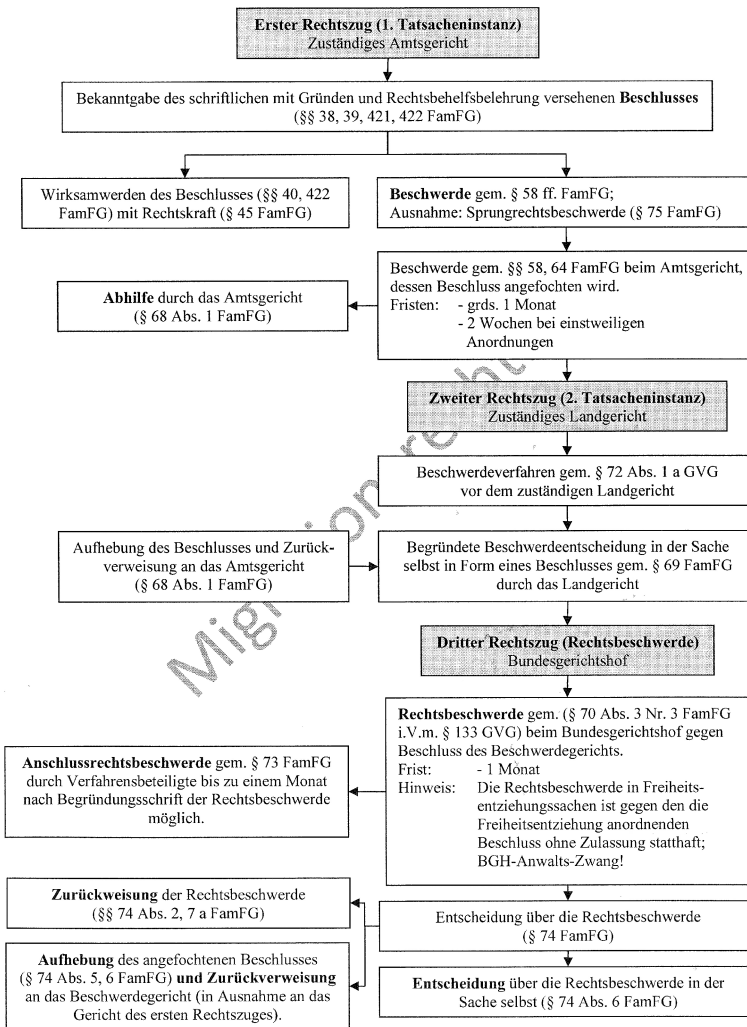 Erster Rechtszug (1. Tatsacheninstanz)
Zuständiges Amtsgericht
Bekanntgabe des schriftlichen mit Gründen und Rechtsbehelfsbelehrung versehenen Beschlusses
(§§ 38, 39, 421, 422 FamFG)
Wirksamwerden des Beschlusses (§§ 40, 422
FamFG) mit Rechtskraft (§ 45 FamFG)
Beschwerde gem. § 58 ff. FamFG;
Ausnahme: Sprungrechtsbeschwerde (§ 75 FamFG)
Beschwerde gem. §§ 58, 64 FamFG beim Amtsgericht,
dessen Beschluss angefochten wird.
Fristen: - grds. 1 Monat
- 2 Wochen bei einstweiligen
Anordnungen
Abhilfe durch das Amtsgericht
(§ 68 Abs. 1 FamFG)
Zweiter Rechtszug (2. Tatsacheninstanz)
Zuständiges Landgericht
Beschwerdeverfahren gem. § 72 Abs. 1 a GVG
vor dem zuständigen Landgericht
Aufhebung des Beschlusses und Zurück-
verweisung an das Amtsgericht
(§ 68 Abs. 1 FamFG)
Begründete Beschwerdeentscheidung in der Sache
selbst in Form eines Beschlusses gem. § 69 FamFG
durch das Landgericht
Dritter Rechtszug (Rechtsbeschwerde)
Bundesgerichtshof
Rechtsbeschwerde gem. (§ 70 Abs. 3 Nr. 3 FamFG
i.V.m. § 133 GVG) beim Bundesgerichtshof gegen
Beschluss des Beschwerdegerichts.
Frist: - 1 Monat
Hinweis: Die Rechtsbeschwerde in Freiheits-
entziehungssachen ist gegen den die
Freiheitsentziehung anordnenden
Beschluss ohne Zulassung statthaft;
BGH-Anwalts-Zwang!
Anschlussrechtsbeschwerde gem. § 73 FamFG
durch Verfahrensbeteiligte bis zu einem Monat
nach Begründungsschrift der Rechtsbeschwerde
möglich.
Zurückweisung der Rechtsbeschwerde
(§§ 74 Abs. 2, 7 a FamFG)
Entscheidung über die Rechtsbeschwerde
(§ 74 FamFG)
Aufhebung des angefochtenen Beschlusses
(§ 74 Abs. 5, 6 FamFG) und Zurückverweisung
an das Beschwerdegericht (in Ausnahme an das
Gericht des ersten Rechtszuges).
Entscheidung über die Rechtsbeschwerde in der
Sache selbst (§ 74 Abs. 6 FamFG)